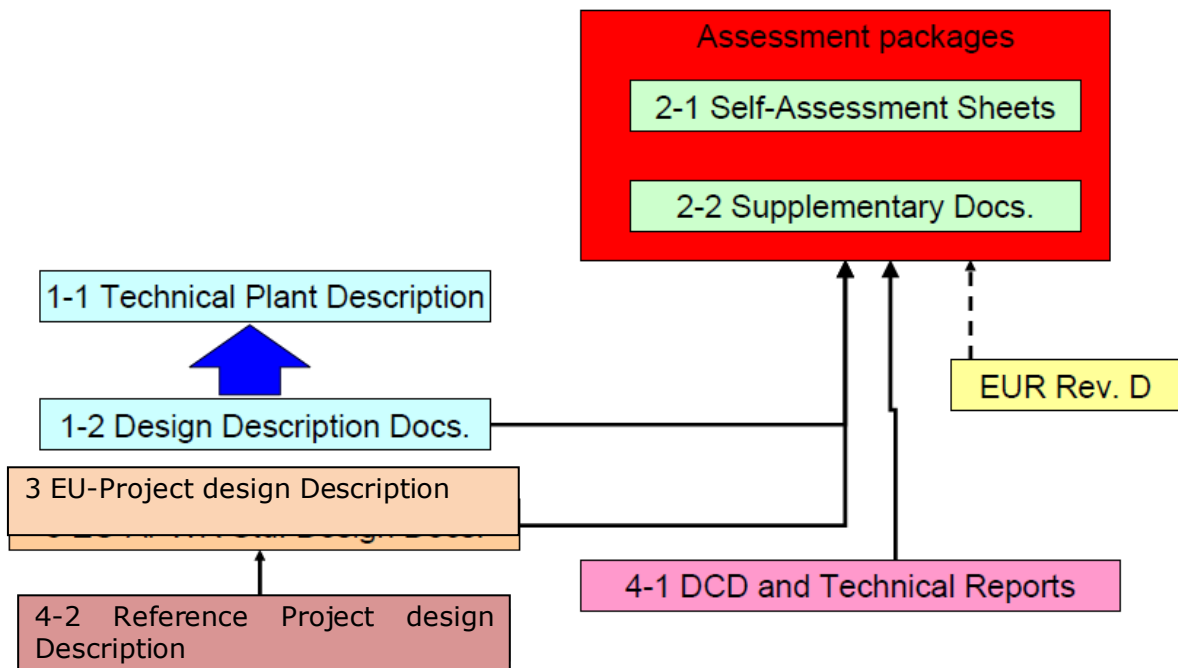 Assessment packages
2-1 Self-Assessment Sheets
2-2 Supplementary Docs.
1-1 Technical Plant Description
EUR Rev. D
1-2 Design Description Docs.
3 EU-Project design Description
4-1 DCD and Technical Reports
4-2 Reference Project design
Description